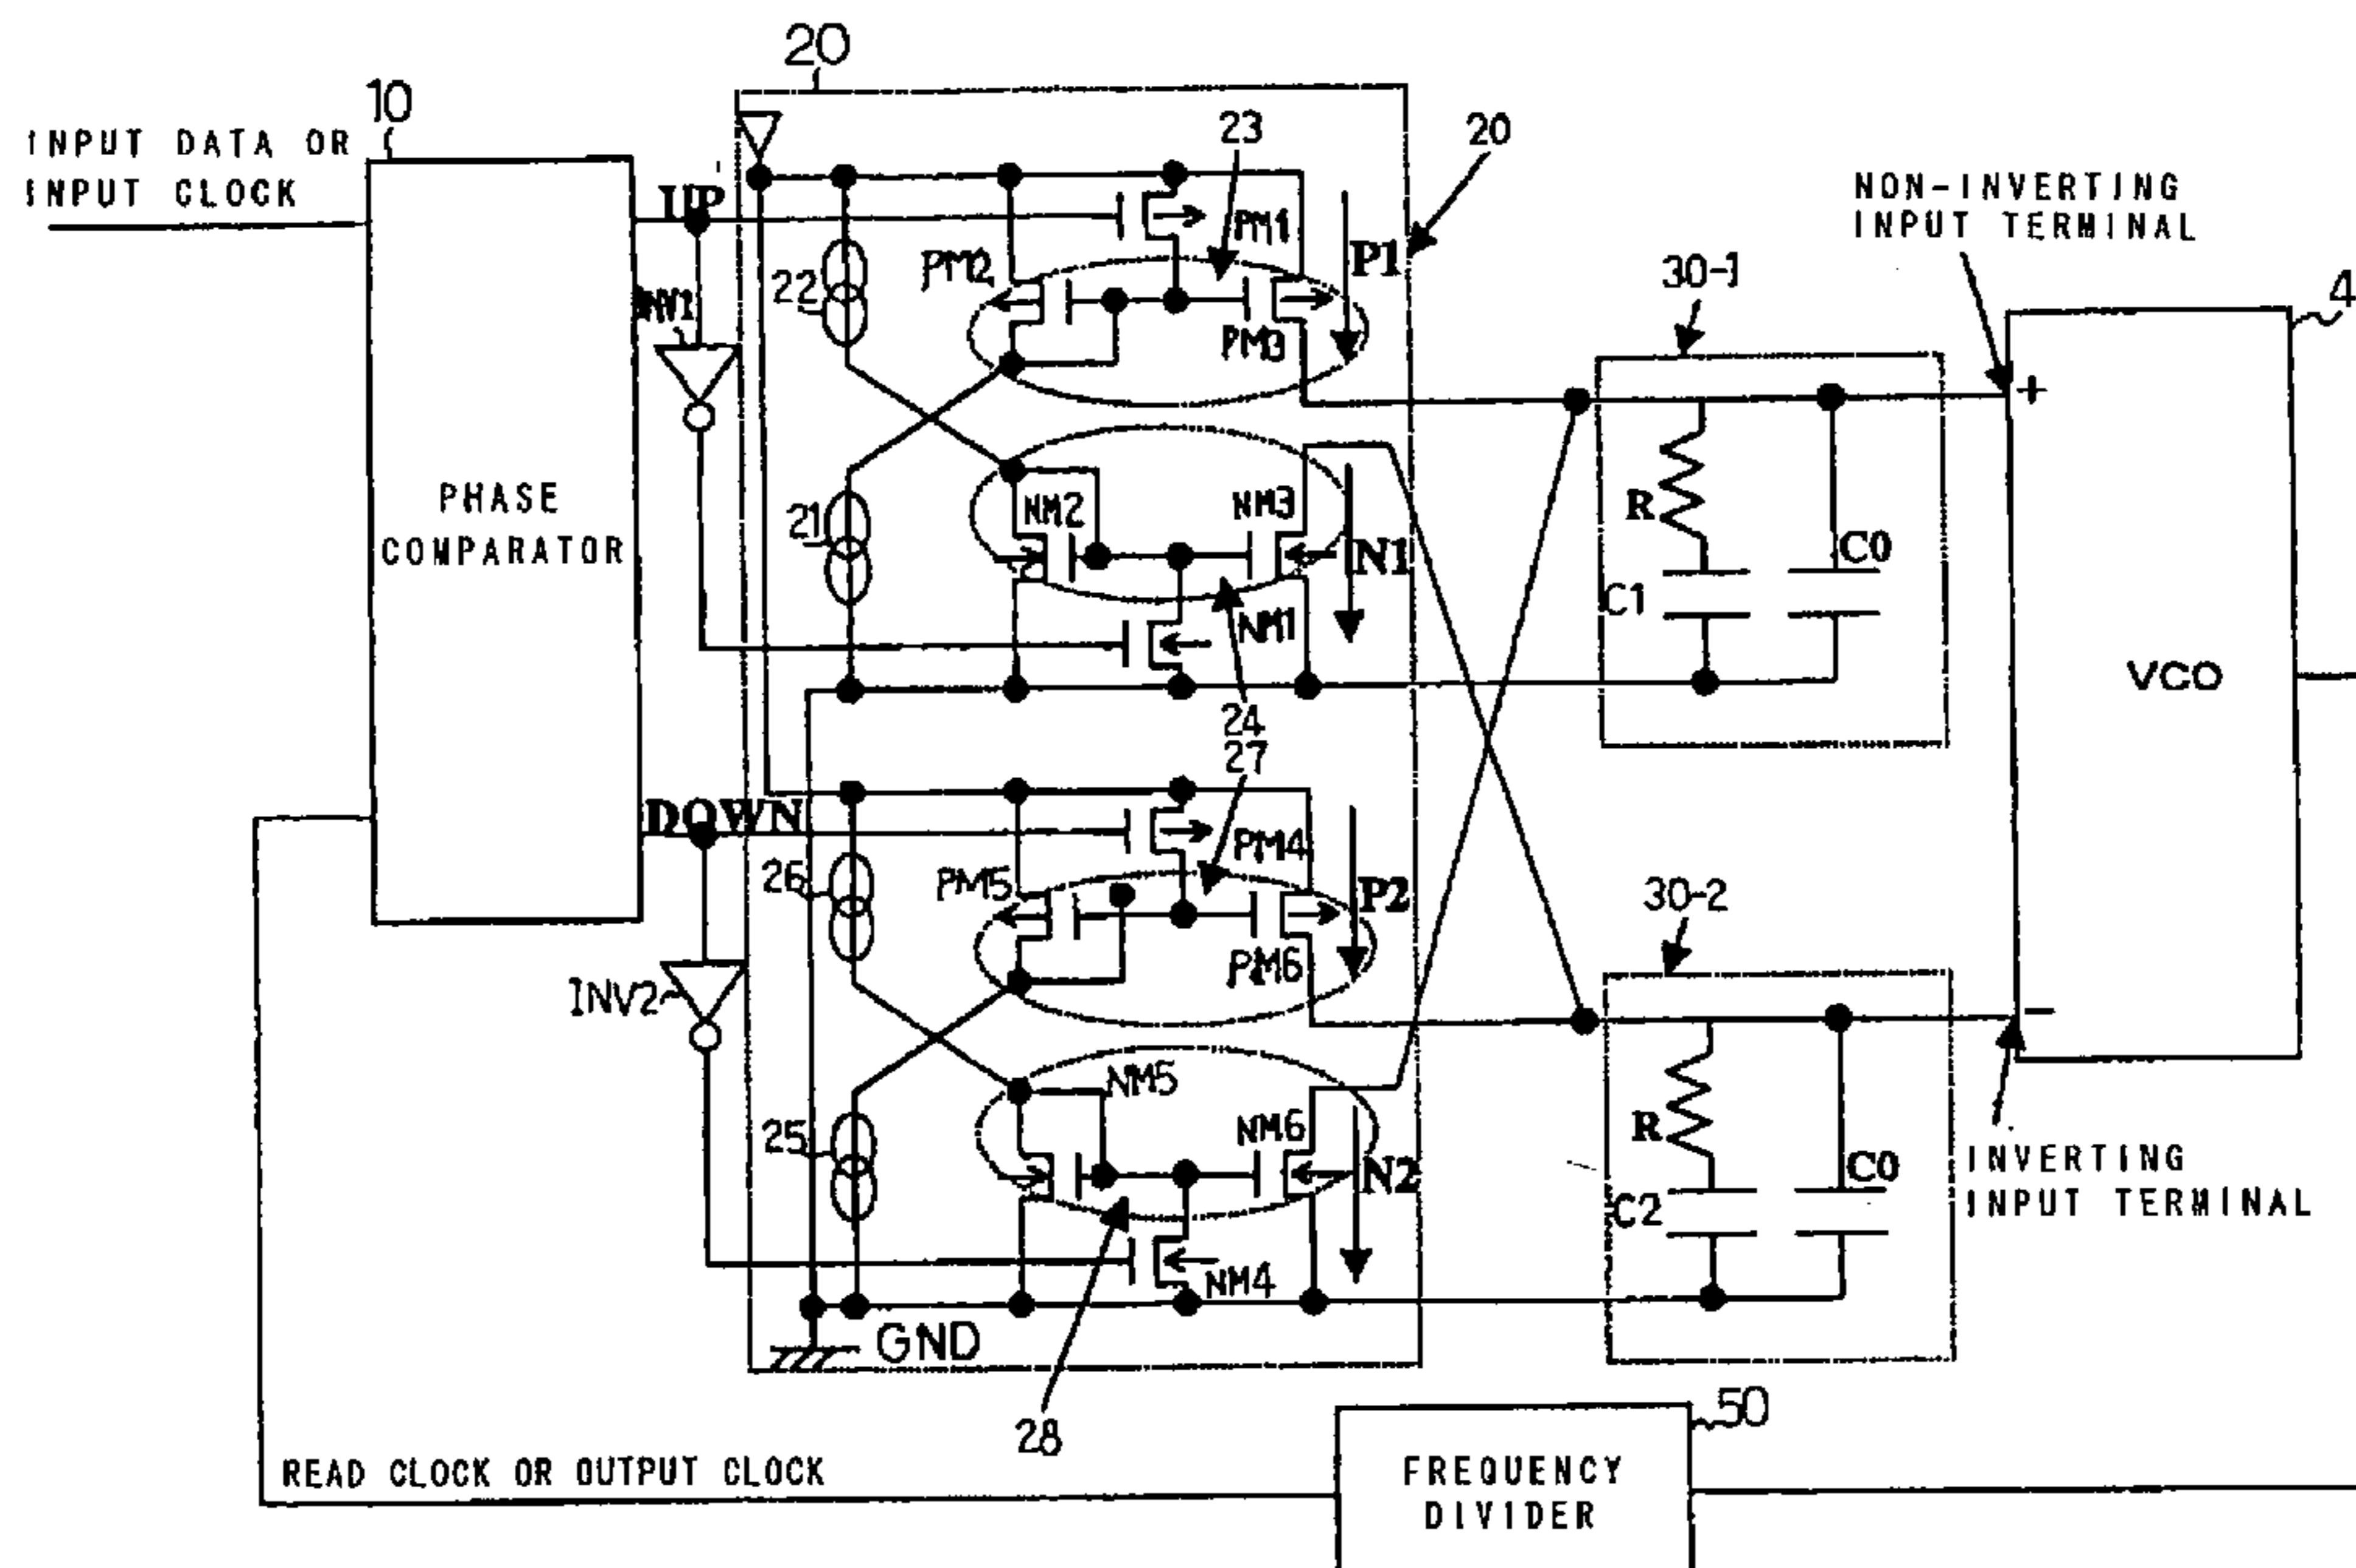 20
10
INPUT DATA OR
INPUT CLOCK
23
20
UP
PM1
PM2
22
P1
PM3
INV1
NON-INVERTING
INPUT TERMINAL
30-1
4
+
PHASE
COMPARATOR
21
NM2
NM3
N1
NM1
R
C1
C0
VCO
24
27
DOWN
PM4
26
PM5
P2
PM6
30-2
−
INV2
NM5
25
NM6
N2
NM4
R
C2
C0
INVERTING
INPUT TERMINAL
GND
28
50
READ CLOCK OR OUTPUT CLOCK
FREQUENCY
DIVIDER